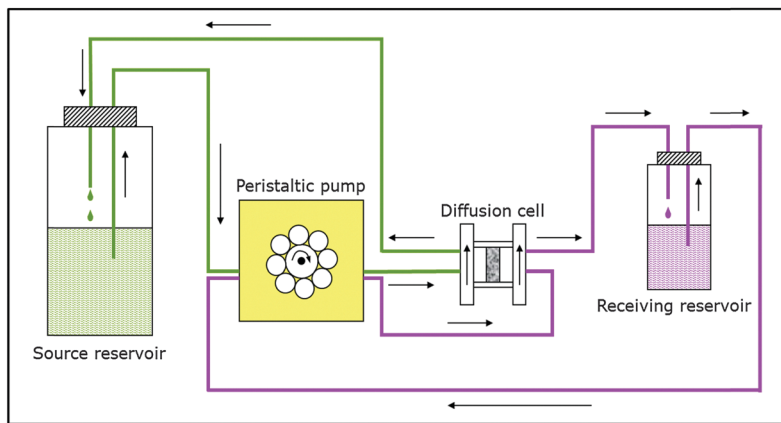 Peristaltic pump
Diffusion cell
Source reservoir
Receiving reservoir